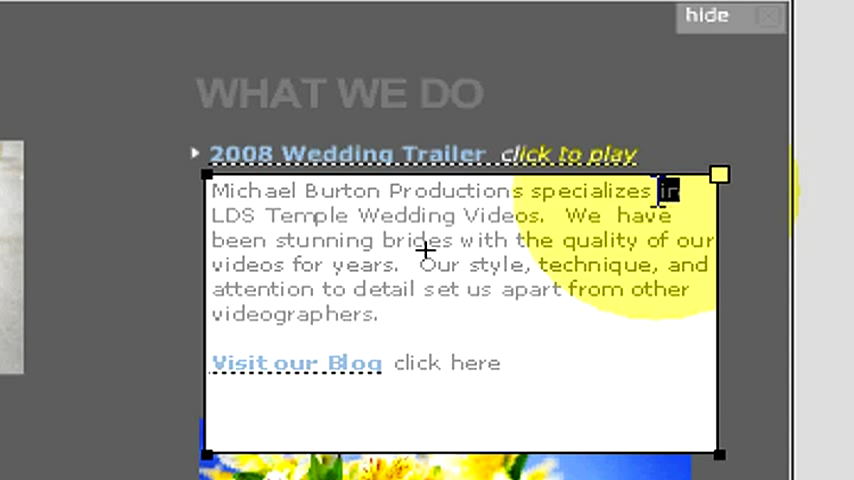 hide
WHAT WE DO
2008 Wedding Trailer click to play
Michael Burton Productions specializes in
LDS Temple Wedding Videos. We have
been stunning brides with the quality of our
videos for years. Our style, technique, and
attention to detail set us apart from other
videographers.
Visit our Blog click here